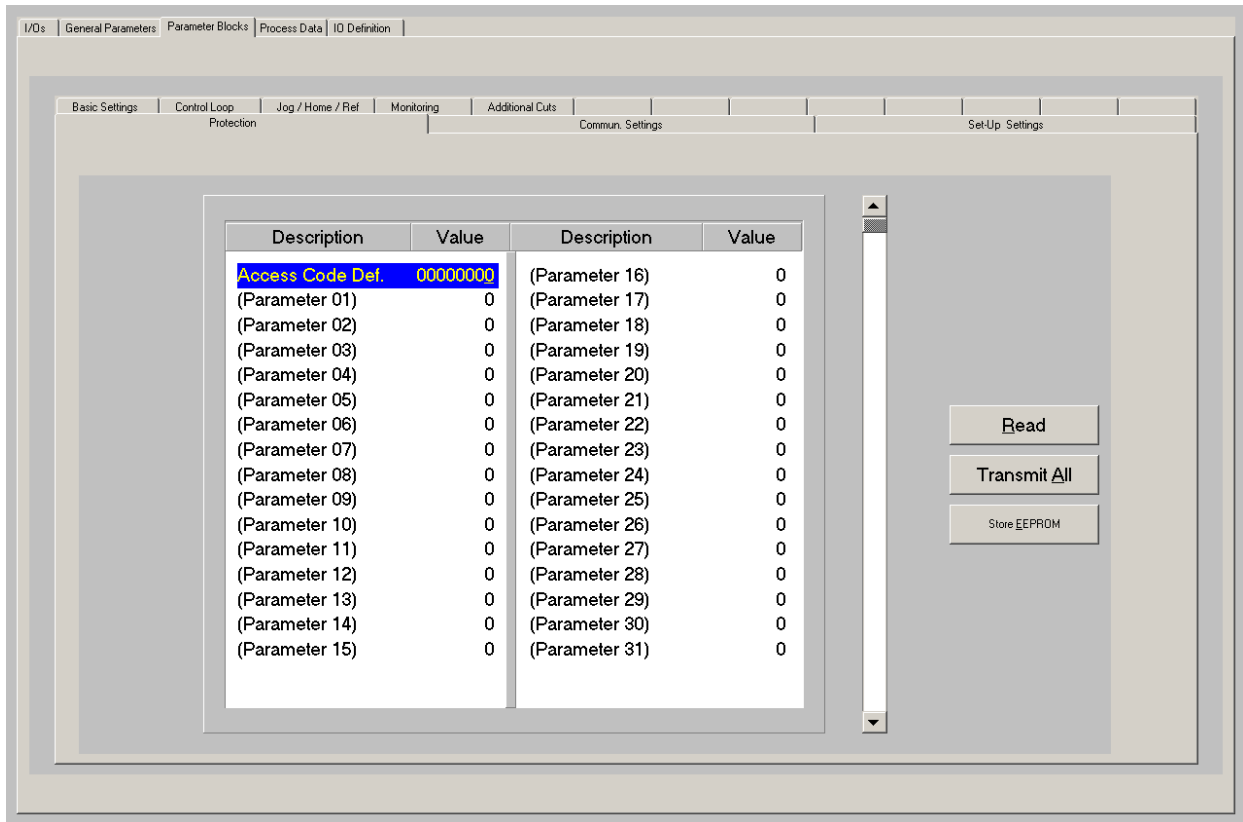 I/Os General Parameters Parameter Blocks Process Data IO Definition
Basic Settings Control Loop Jog / Home / Ref Monitoring Additional Cuts
Protection Commun. Settings Set-Up Settings
Description Value Description Value
Access Code Def. 00000000 (Parameter 16) 0
(Parameter 01) 0 (Parameter 17) 0
(Parameter 02) 0 (Parameter 18) 0
(Parameter 03) 0 (Parameter 19) 0
(Parameter 04) 0 (Parameter 20) 0
(Parameter 05) 0 (Parameter 21) 0
(Parameter 06) 0 (Parameter 22) 0
(Parameter 07) 0 (Parameter 23) 0
(Parameter 08) 0 (Parameter 24) 0
(Parameter 09) 0 (Parameter 25) 0
(Parameter 10) 0 (Parameter 26) 0
(Parameter 11) 0 (Parameter 27) 0
(Parameter 12) 0 (Parameter 28) 0
(Parameter 13) 0 (Parameter 29) 0
(Parameter 14) 0 (Parameter 30) 0
(Parameter 15) 0 (Parameter 31) 0
Read
Transmit All
Store EEPROM